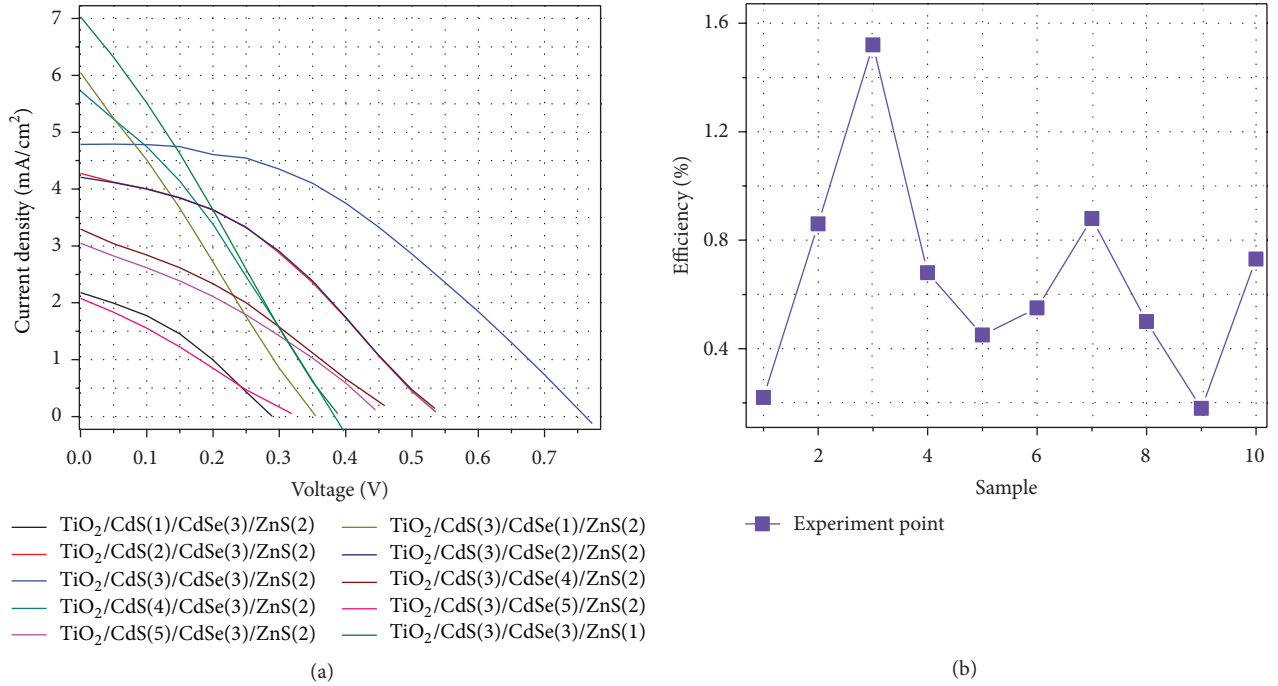 7
6
5
4
3
2
1
0
Current density (mA/cm²)
0.0 0.1 0.2 0.3 0.4 0.5 0.6 0.7
Voltage (V)
TiO₂/CdS(1)/CdSe(3)/ZnS(2)
TiO₂/CdS(2)/CdSe(3)/ZnS(2)
TiO₂/CdS(3)/CdSe(3)/ZnS(2)
TiO₂/CdS(4)/CdSe(3)/ZnS(2)
TiO₂/CdS(5)/CdSe(3)/ZnS(2)
TiO₂/CdS(3)/CdSe(1)/ZnS(2)
TiO₂/CdS(3)/CdSe(2)/ZnS(2)
TiO₂/CdS(3)/CdSe(4)/ZnS(2)
TiO₂/CdS(3)/CdSe(5)/ZnS(2)
TiO₂/CdS(3)/CdSe(3)/ZnS(1)
(a)
1.6
1.2
0.8
0.4
Efficiency (%)
2 4 6 8 10
Sample
Experiment point
(b)